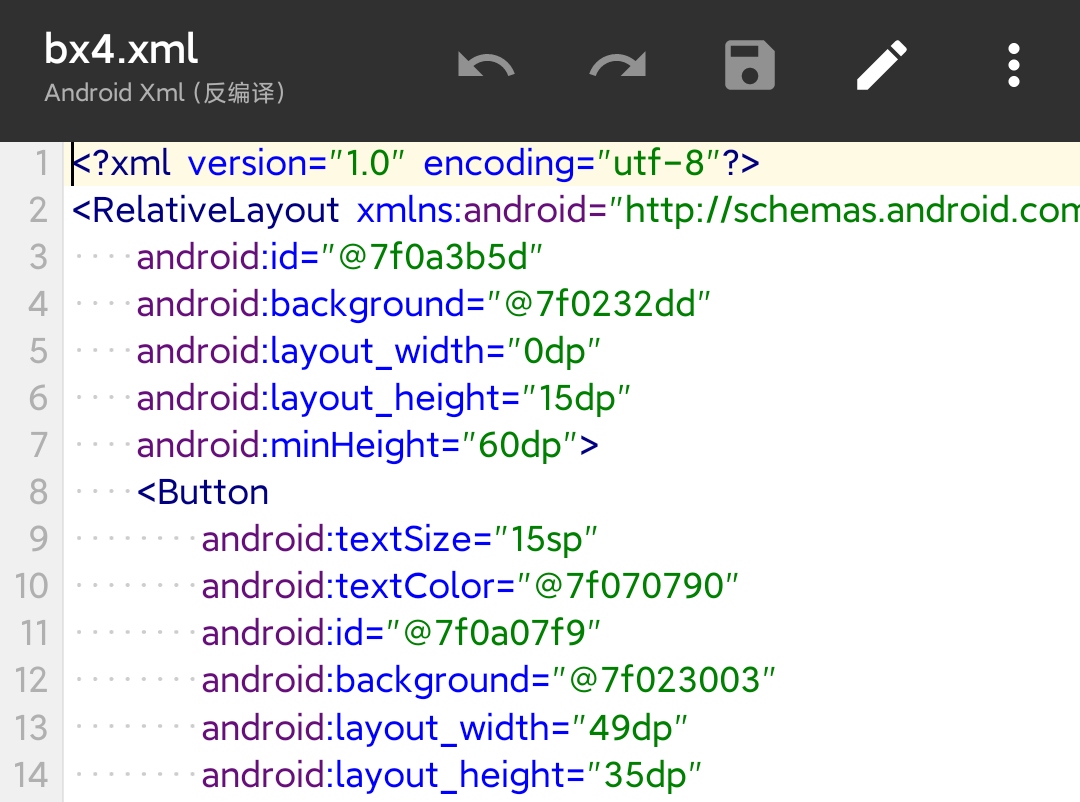 bx4.xml
Android Xml (反编译)
1 <?xml version="1.0" encoding="utf-8"?>
2 <RelativeLayout xmlns:android="http://schemas.android.com
3 ····android:id="@7f0a3b5d"
4 ····android:background="@7f0232dd"
5 ····android:layout_width="0dp"
6 ····android:layout_height="15dp"
7 ····android:minHeight="60dp">
8 ····<Button
9 ········android:textSize="15sp"
10 ········android:textColor="@7f070790"
11 ········android:id="@7f0a07f9"
12 ········android:background="@7f023003"
13 ········android:layout_width="49dp"
14 ········android:layout_height="35dp"